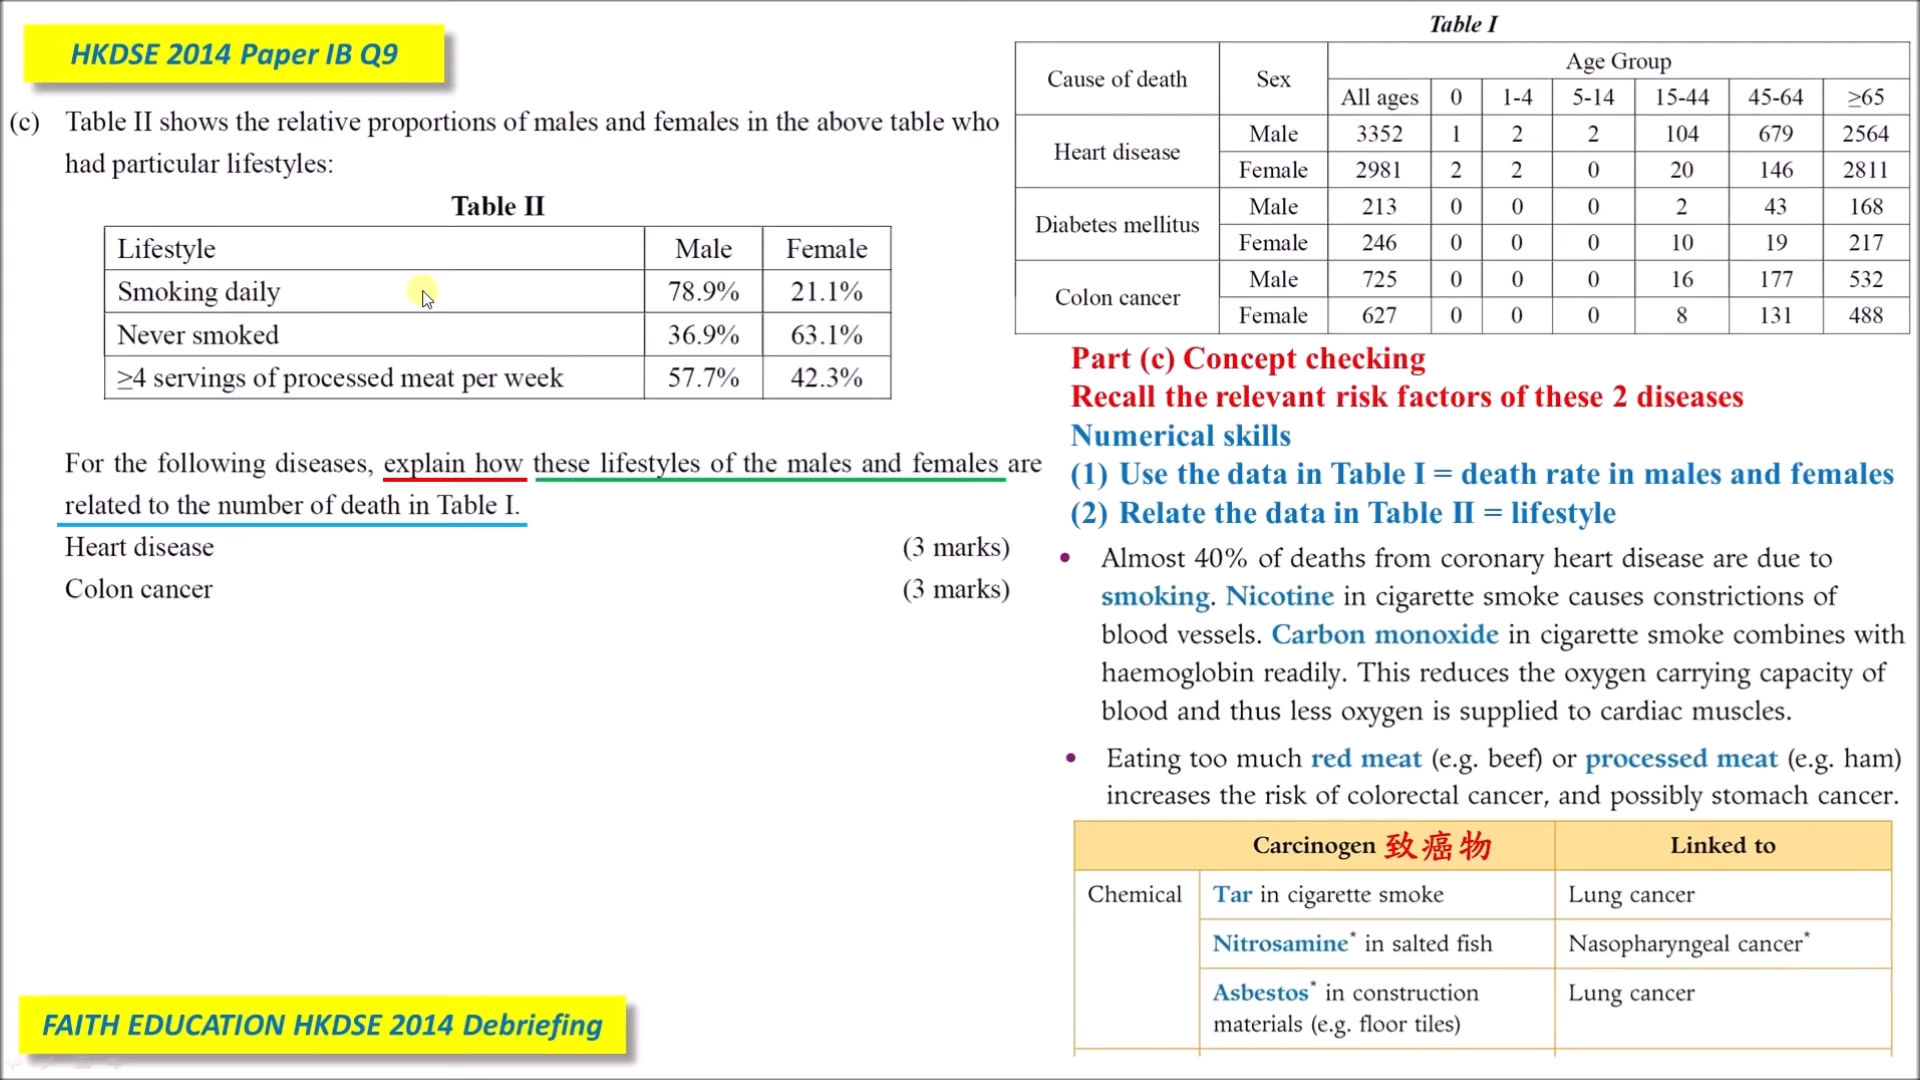 HKDSE 2014 Paper IB Q9
(c) Table II shows the relative proportions of males and females in the above table who
had particular lifestyles:
Table II
Lifestyle Male Female
Smoking daily 78.9% 21.1%
Never smoked 36.9% 63.1%
≥4 servings of processed meat per week 57.7% 42.3%
For the following diseases, explain how these lifestyles of the males and females are
related to the number of death in Table I.
Heart disease (3 marks)
Colon cancer (3 marks)
FAITH EDUCATION HKDSE 2014 Debriefing
Table I
Cause of death Sex Age Group
All ages 0 1-4 5-14 15-44 45-64 ≥65
Heart disease Male 3352 1 2 2 104 679 2564
Female 2981 2 2 0 20 146 2811
Diabetes mellitus Male 213 0 0 0 2 43 168
Female 246 0 0 0 10 19 217
Colon cancer Male 725 0 0 0 16 177 532
Female 627 0 0 0 8 131 488
Part (c) Concept checking
Recall the relevant risk factors of these 2 diseases
Numerical skills
(1) Use the data in Table I = death rate in males and females
(2) Relate the data in Table II = lifestyle
• Almost 40% of deaths from coronary heart disease are due to
smoking. Nicotine in cigarette smoke causes constrictions of
blood vessels. Carbon monoxide in cigarette smoke combines with
haemoglobin readily. This reduces the oxygen carrying capacity of
blood and thus less oxygen is supplied to cardiac muscles.
• Eating too much red meat (e.g. beef) or processed meat (e.g. ham)
increases the risk of colorectal cancer, and possibly stomach cancer.
Carcinogen 致癌物 Linked to
Chemical Tar in cigarette smoke Lung cancer
Nitrosamine* in salted fish Nasopharyngeal cancer*
Asbestos* in construction Lung cancer
materials (e.g. floor tiles)